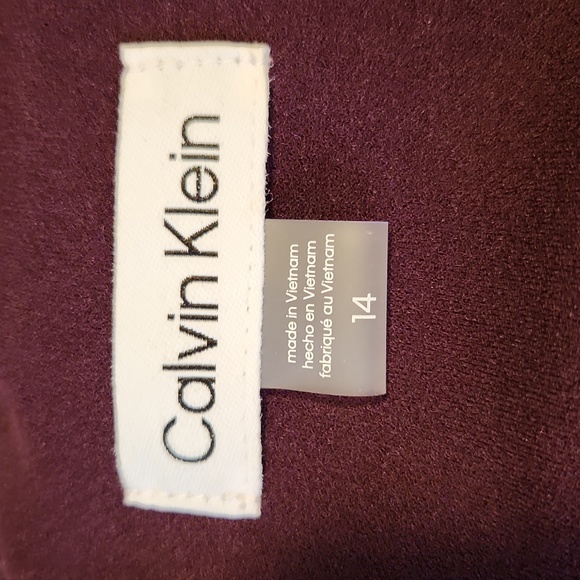 Calvin Klein
made in Vietnam
hecho en Vietnam
fabriqué au Vietnam
14